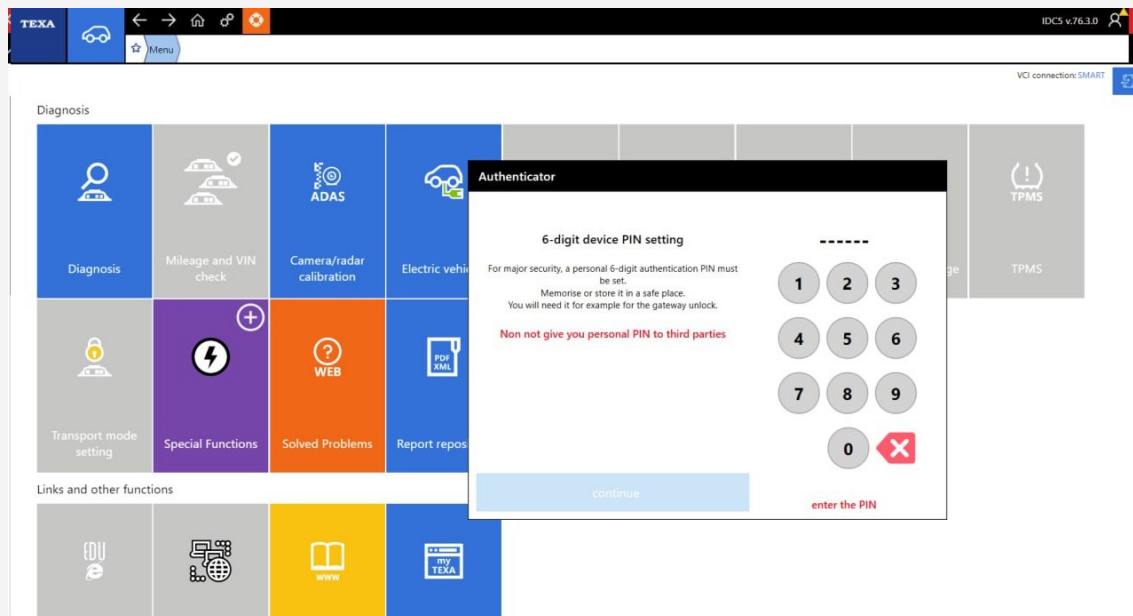 TEXA
IDC5 v.76.3.0
Menu
VCI connection: SMART
Diagnosis
Diagnosis
Mileage and VIN
check
ADAS
Camera/radar
calibration
Electric vehi
TPMS
TPMS
Authenticator
6-digit device PIN setting
For major security, a personal 6-digit authentication PIN must
be set.
Memorise or store it in a safe place.
You will need it for example for the gateway unlock.
Non not give you personal PIN to third parties
------
1 2 3
4 5 6
7 8 9
0
continue
enter the PIN
Transport mode
setting
Special Functions
WEB
Solved Problems
PDF
XML
Report repos
Links and other functions
EDU
www
my
TEXA